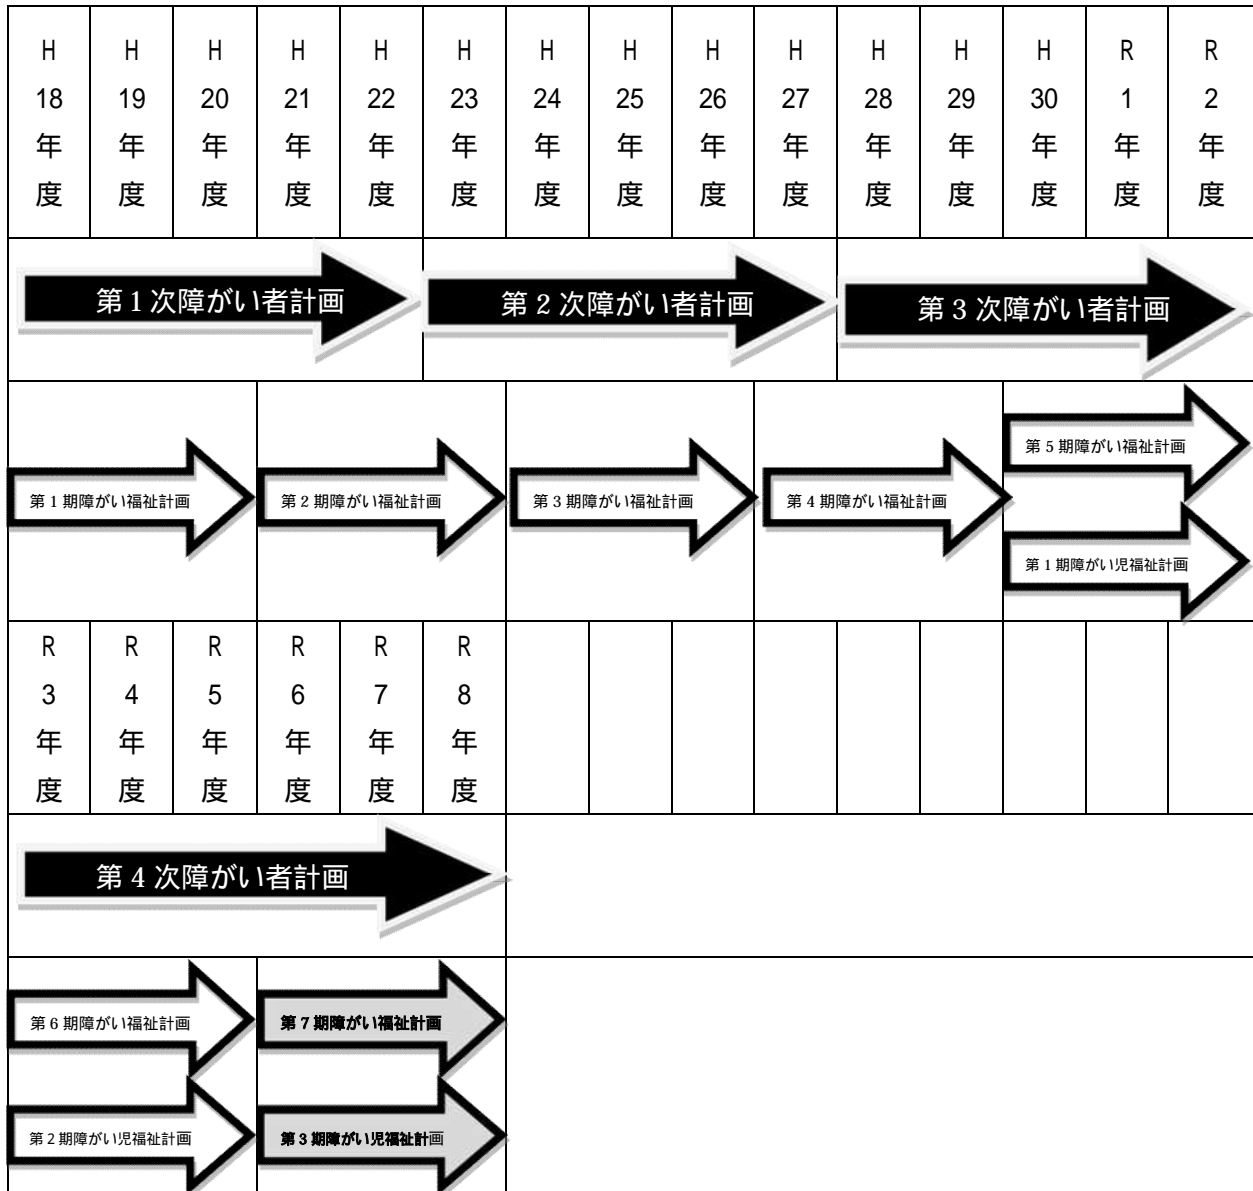 H H H H H H H H H H H H H R R
18 19 20 21 22 23 24 25 26 27 28 29 30 1 2
年 年 年 年 年 年 年 年 年 年 年 年 年 年 年
度 度 度 度 度 度 度 度 度 度 度 度 度 度 度
第1次障がい者計画
第2次障がい者計画
第3次障がい者計画
第1期障がい福祉計画
第2期障がい福祉計画
第3期障がい福祉計画
第4期障がい福祉計画
第5期障がい福祉計画
第1期障がい児福祉計画
R R R R R R
3 4 5 6 7 8
年 年 年 年 年 年
度 度 度 度 度 度
第4次障がい者計画
第6期障がい福祉計画
第7期障がい福祉計画
第2期障がい児福祉計画
第3期障がい児福祉計画